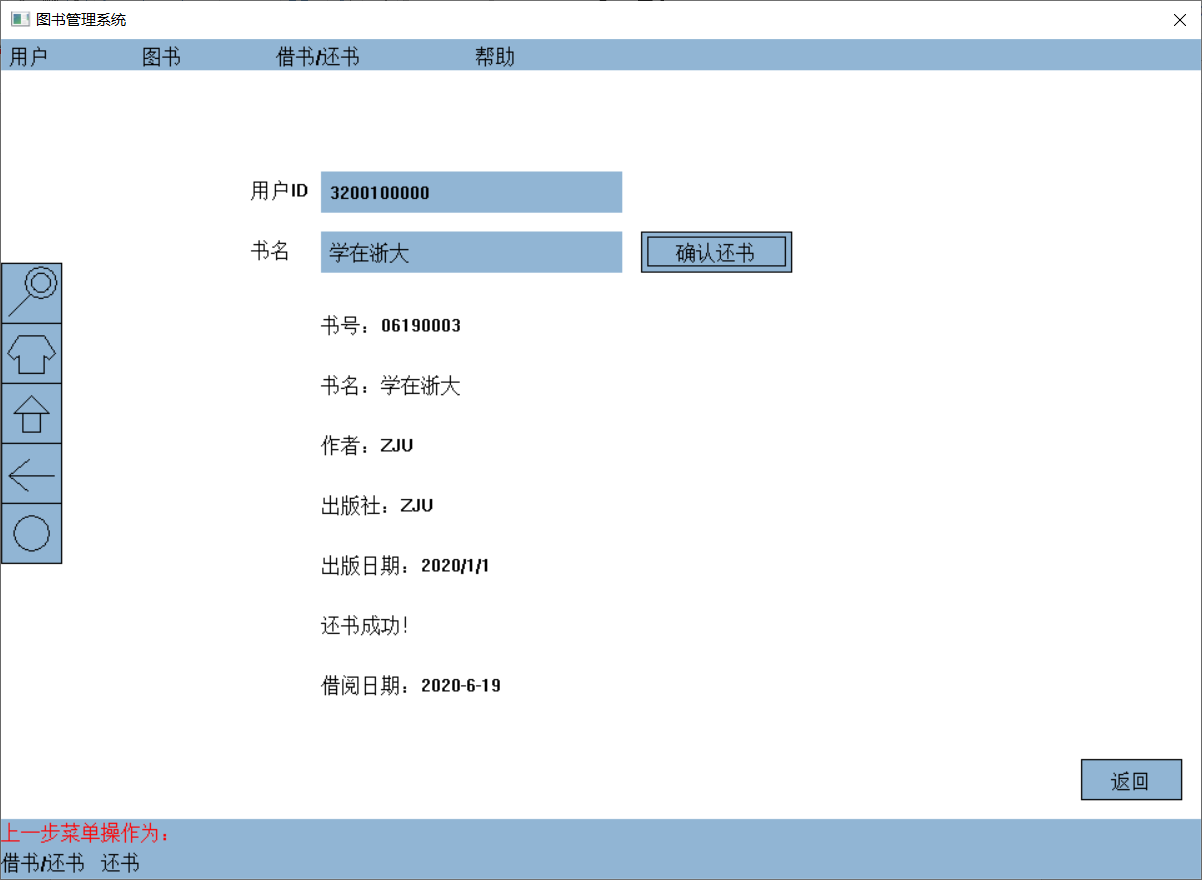 图书管理系统
用户 图书 借书/还书 帮助
用户ID 3200100000
书名 学在浙大 确认还书
书号：06190003
书名：学在浙大
作者：ZJU
出版社：ZJU
出版日期：2020/1/1
还书成功！
借阅日期：2020-6-19
返回
上一步菜单操作为：
借书/还书 还书